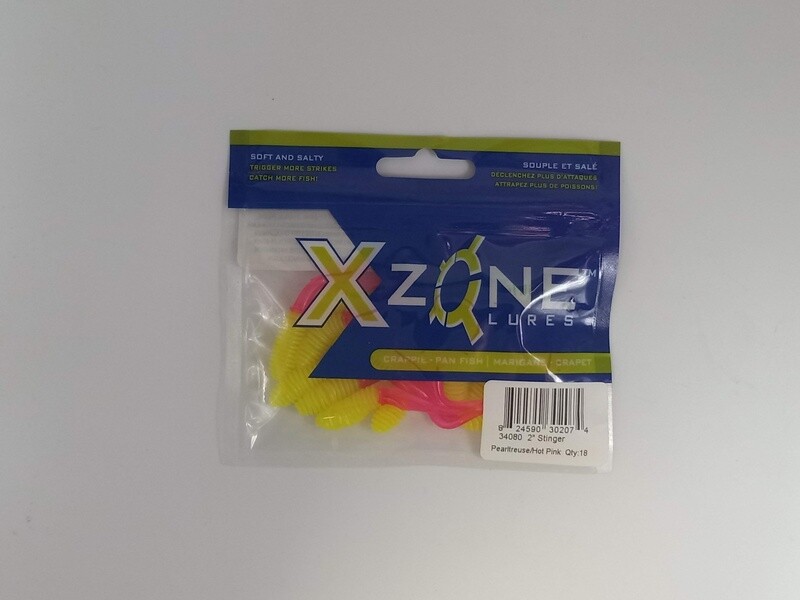 SOFT AND SALTY
TRIGGER MORE STRIKES
CATCH MORE FISH!
SOUPLE ET SALÉ
DÉCLENCHEZ PLUS D'ATTAQUES
ATTRAPEZ PLUS DE POISSONS!
X ZONE™
LURES
CRAPPIE - PAN FISH | MARIGANE - CRAPET
8 24590 30207 4
34080 2" Stinger
Pearltreuse/Hot Pink Qty:18